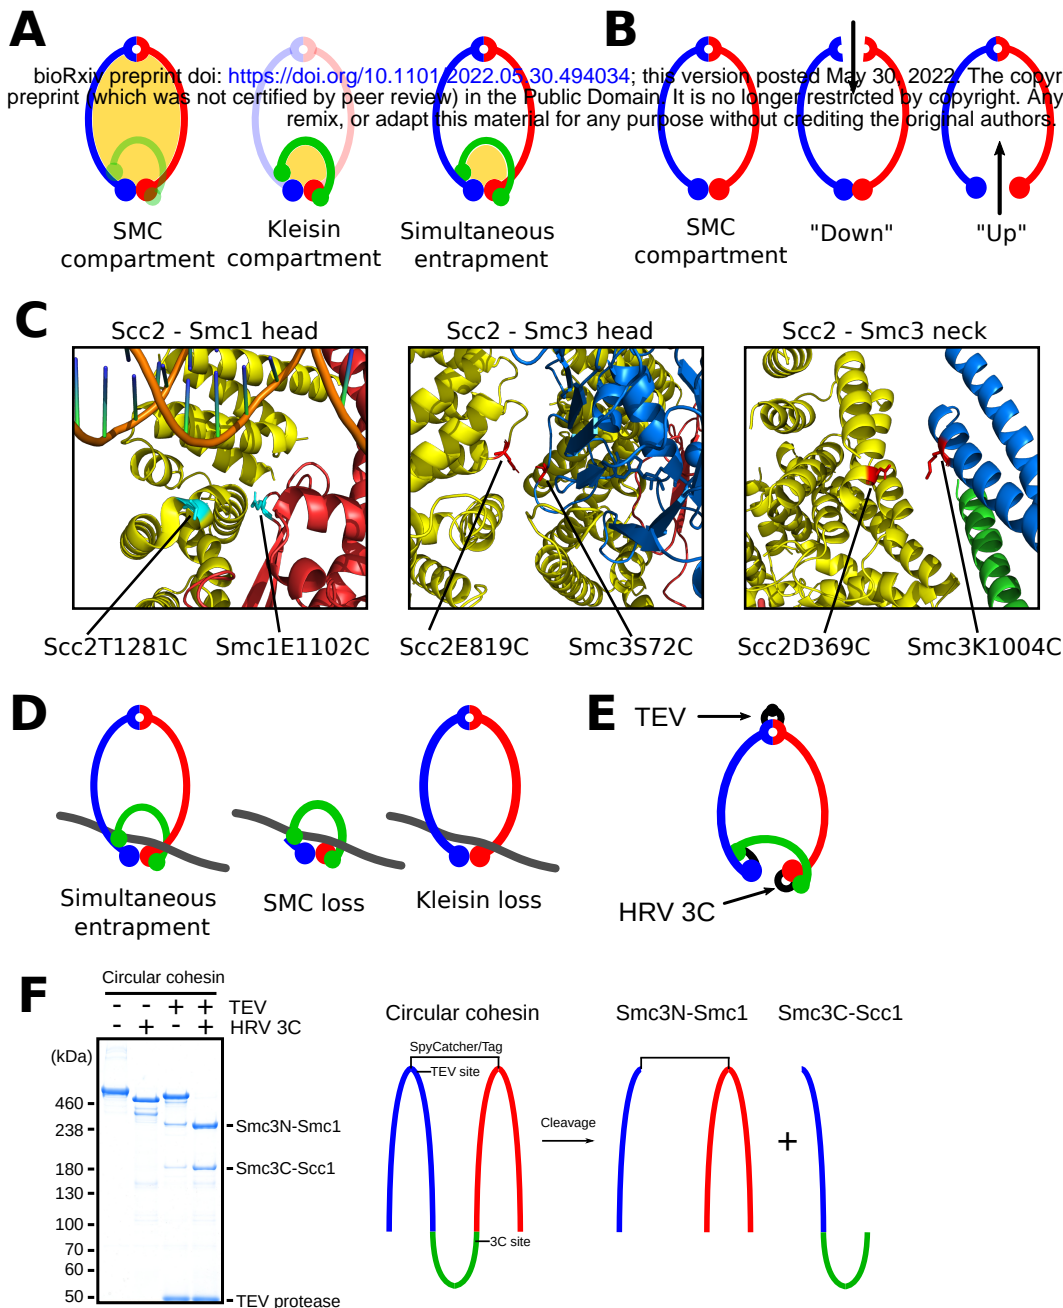 A
B
bioRxiv preprint doi: https://doi.org/10.1101/2022.05.30.494034; this version posted May 30, 2022. The copyr
preprint (which was not certified by peer review) in the Public Domain. It is no longer restricted by copyright. Any
remix, or adapt this material for any purpose without crediting the original authors.
SMC
compartment
Kleisin
compartment
Simultaneous
entrapment
SMC
compartment
"Down"
"Up"
C
Scc2 - Smc1 head
Scc2 - Smc3 head
Scc2 - Smc3 neck
Scc2T1281C
Smc1E1102C
Scc2E819C
Smc3S72C
Scc2D369C
Smc3K1004C
D
Simultaneous
entrapment
SMC loss
Kleisin loss
E
TEV
HRV 3C
F
Circular cohesin
- - + + TEV
- + - + HRV 3C
(kDa)
460
238
180
130
100
70
60
50
Smc3N-Smc1
Smc3C-Scc1
TEV protease
Circular cohesin
SpyCatcher/Tag
TEV site
3C site
Cleavage
Smc3N-Smc1
+
Smc3C-Scc1